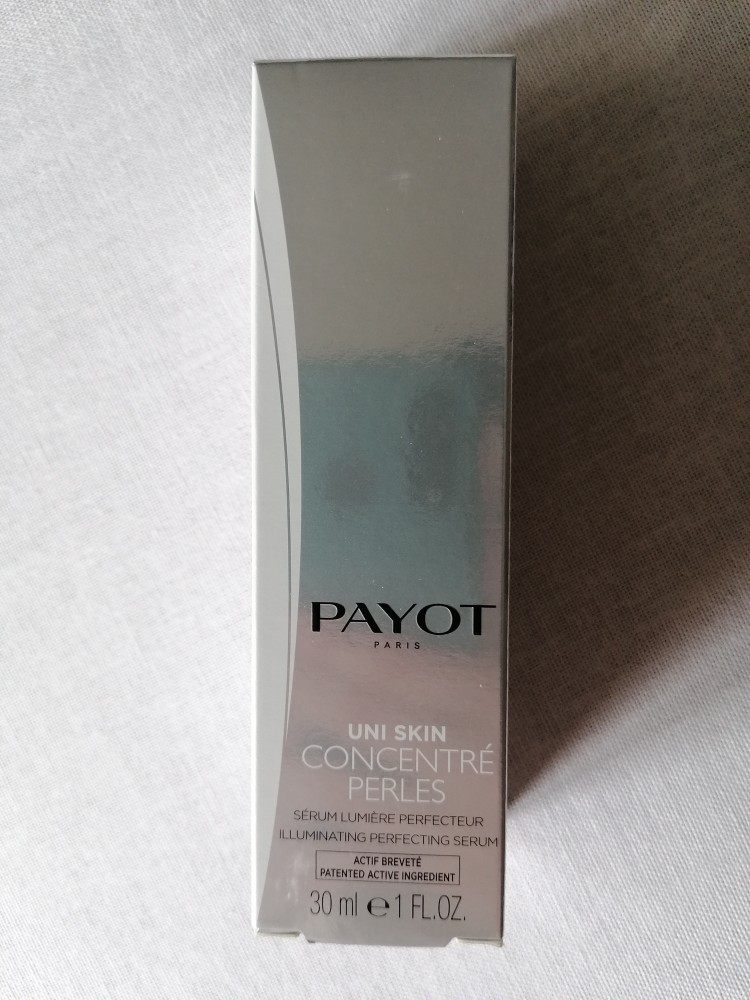 PAYOT
PARIS
UNI SKIN
CONCENTRÉ
PERLES
SÉRUM LUMIÈRE PERFECTEUR
ILLUMINATING PERFECTING SERUM
ACTIF BREVETÉ
PATENTED ACTIVE INGREDIENT
30 ml ℮ 1 FL.OZ.